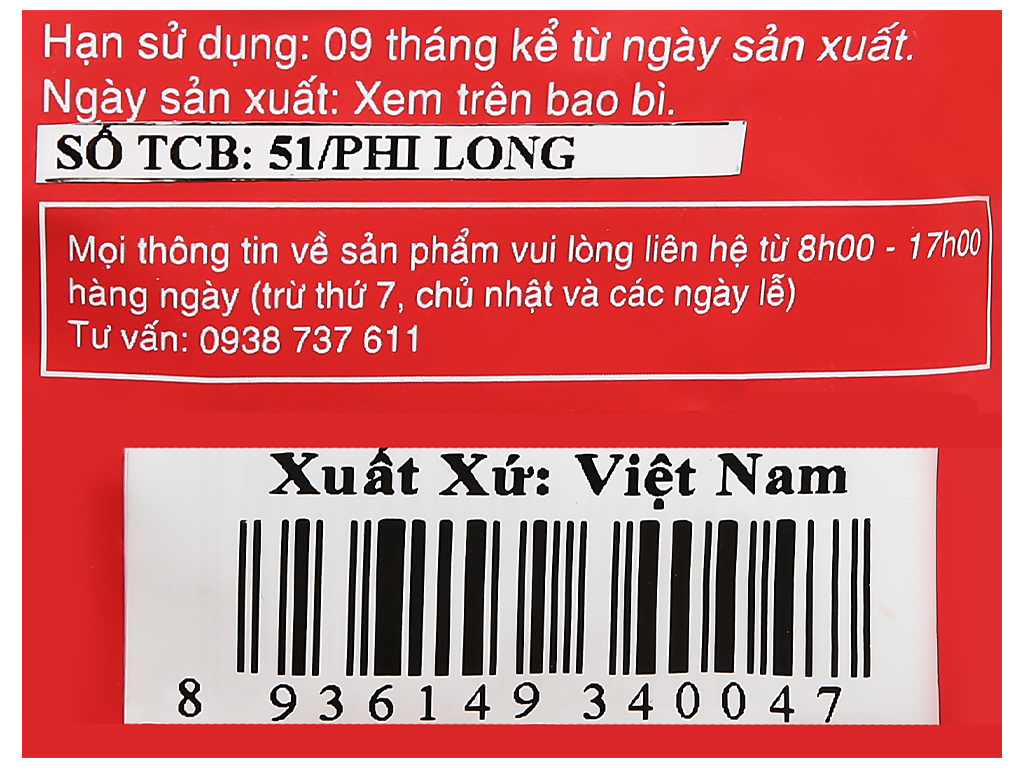 Hạn sử dụng: 09 tháng kể từ ngày sản xuất.
Ngày sản xuất: Xem trên bao bì.
SỐ TCB: 51/PHI LONG
Mọi thông tin về sản phẩm vui lòng liên hệ từ 8h00 - 17h00
hàng ngày (trừ thứ 7, chủ nhật và các ngày lễ)
Tư vấn: 0938 737 611
Xuất Xứ: Việt Nam
8 936149 340047